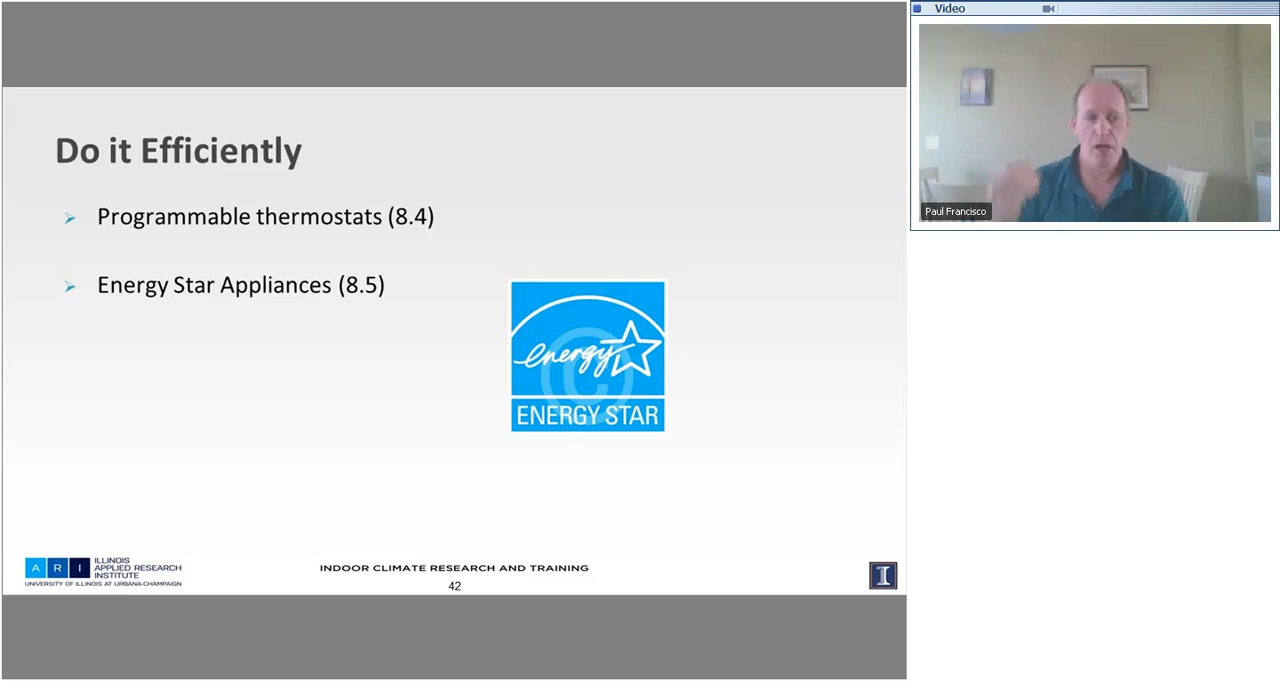 Video
Do it Efficiently
Programmable thermostats (8.4)
Energy Star Appliances (8.5)
energy
ENERGY STAR
Paul Francisco
ARI
ILLINOIS
APPLIED RESEARCH
INSTITUTE
UNIVERSITY OF ILLINOIS AT URBANA-CHAMPAIGN
INDOOR CLIMATE RESEARCH AND TRAINING
42
I